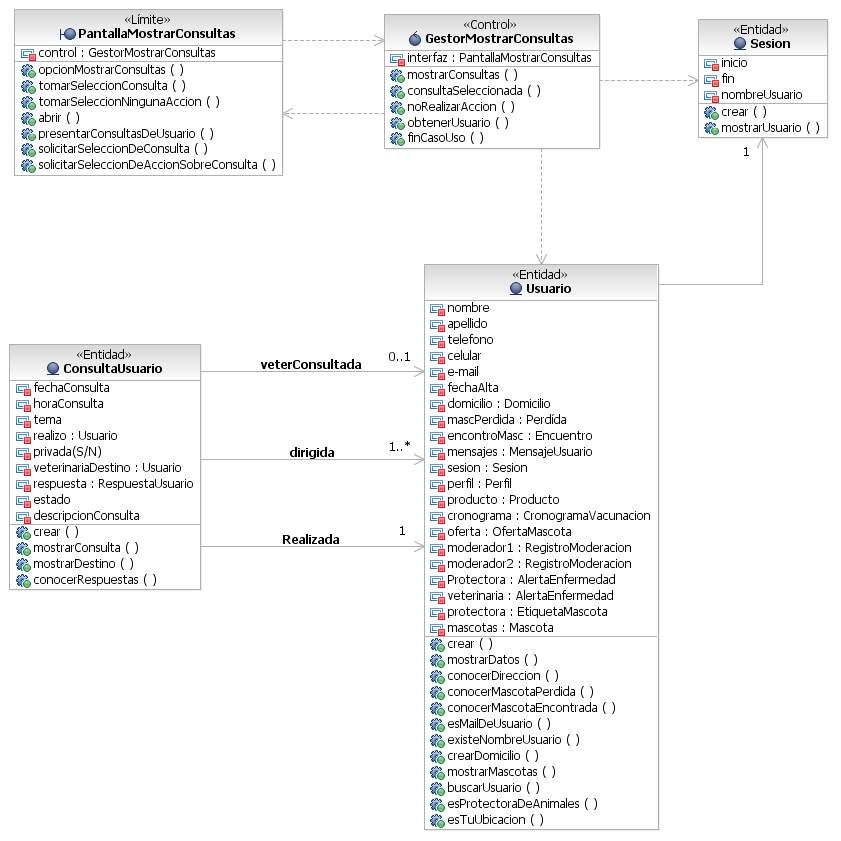 «Límite»
PantallaMostrarConsultas
control : GestorMostrarConsultas
opcionMostrarConsultas ( )
tomarSeleccionConsulta ( )
tomarSeleccionNingunaAccion ( )
abrir ( )
presentarConsultasDeUsuario ( )
solicitarSeleccionDeConsulta ( )
solicitarSeleccionDeAccionSobreConsulta ( )
«Control»
GestorMostrarConsultas
interfaz : PantallaMostrarConsultas
mostrarConsultas ( )
consultaSeleccionada ( )
noRealizarAccion ( )
obtenerUsuario ( )
finCasoUso ( )
«Entidad»
Sesion
inicio
fin
nombreUsuario
crear ( )
mostrarUsuario ( )
1
«Entidad»
ConsultaUsuario
fechaConsulta
horaConsulta
tema
realizo : Usuario
privada(S/N)
veterinariaDestino : Usuario
respuesta : RespuestaUsuario
estado
descripcionConsulta
crear ( )
mostrarConsulta ( )
mostrarDestino ( )
conocerRespuestas ( )
veterConsultada
0..1
dirigida
1..*
Realizada
1
«Entidad»
Usuario
nombre
apellido
telefono
celular
e-mail
fechaAlta
domicilio : Domicilio
mascPerdida : Perdída
encontroMasc : Encuentro
mensajes : MensajeUsuario
sesion : Sesion
perfil : Perfil
producto : Producto
cronograma : CronogramaVacunacion
oferta : OfertaMascota
moderador1 : RegistroModeracion
moderador2 : RegistroModeracion
Protectora : AlertaEnfermedad
veterinaria : AlertaEnfermedad
protectora : EtiquetaMascota
mascotas : Mascota
crear ( )
mostrarDatos ( )
conocerDireccion ( )
conocerMascotaPerdida ( )
conocerMascotaEncontrada ( )
esMailDeUsuario ( )
existeNombreUsuario ( )
crearDomicilio ( )
mostrarMascotas ( )
buscarUsuario ( )
esProtectoraDeAnimales ( )
esTuUbicacion ( )